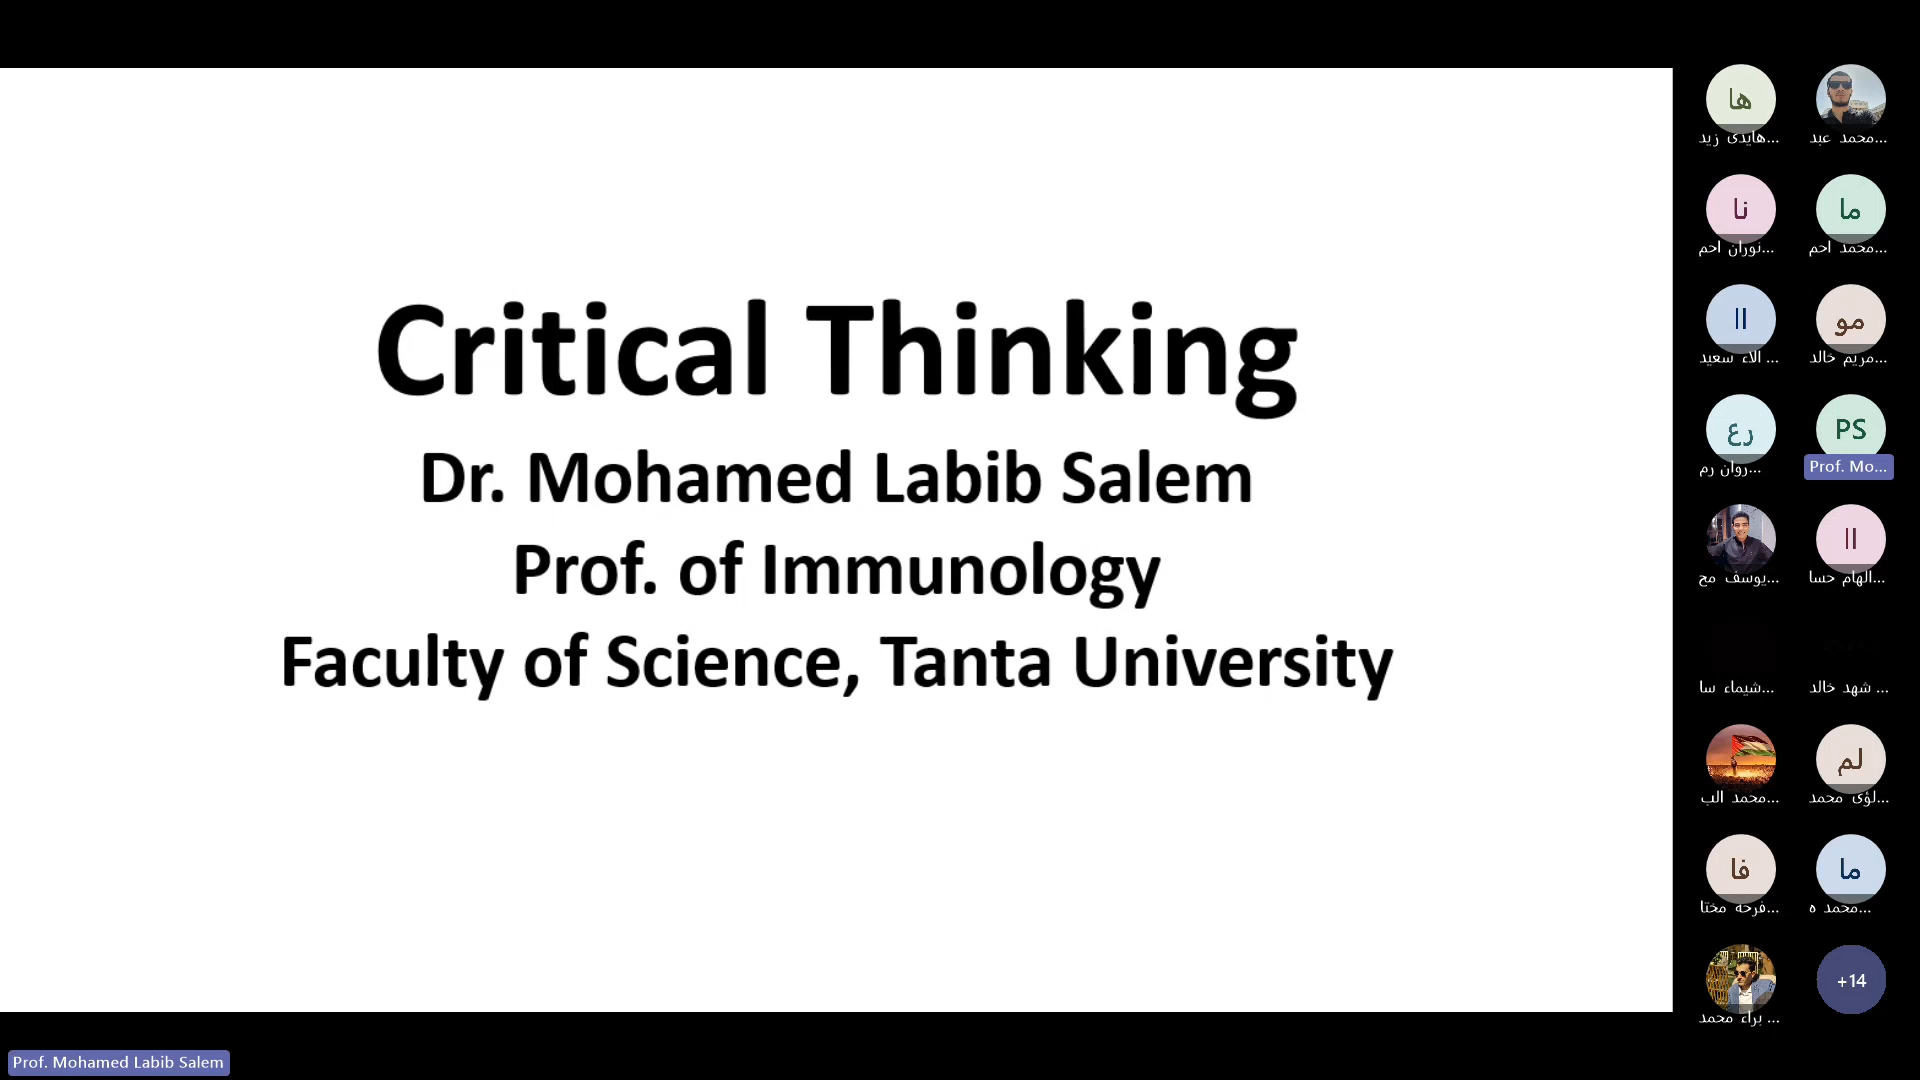 Critical Thinking
Dr. Mohamed Labib Salem
Prof. of Immunology
Faculty of Science, Tanta University
ها
هايدى زيد...
محمد عبد...
نا
نوران احم...
ما
محمد احم...
اا
الاء سعيد ...
مو
مريم خالد...
رع
روان رم...
PS
Prof. Mo...
يوسف مح...
اا
الهام حسا...
شيماء سا...
شهد خالد ...
محمد الب...
لم
لؤى محمد...
فا
فرحة مختا...
ما
محمد ه...
براء محمد ...
+14
Prof. Mohamed Labib Salem